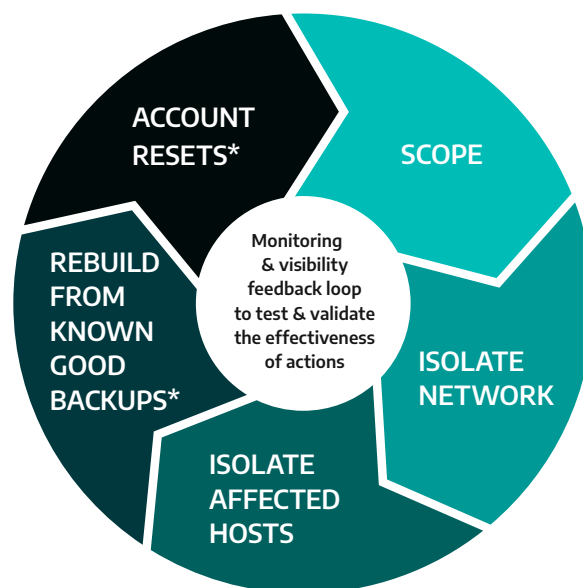 ACCOUNT
RESETS*
SCOPE
Monitoring
& visibility
feedback loop
to test & validate
the effectiveness
of actions
REBUILD
FROM
KNOWN
GOOD
BACKUPS*
ISOLATE
NETWORK
ISOLATE
AFFECTED
HOSTS